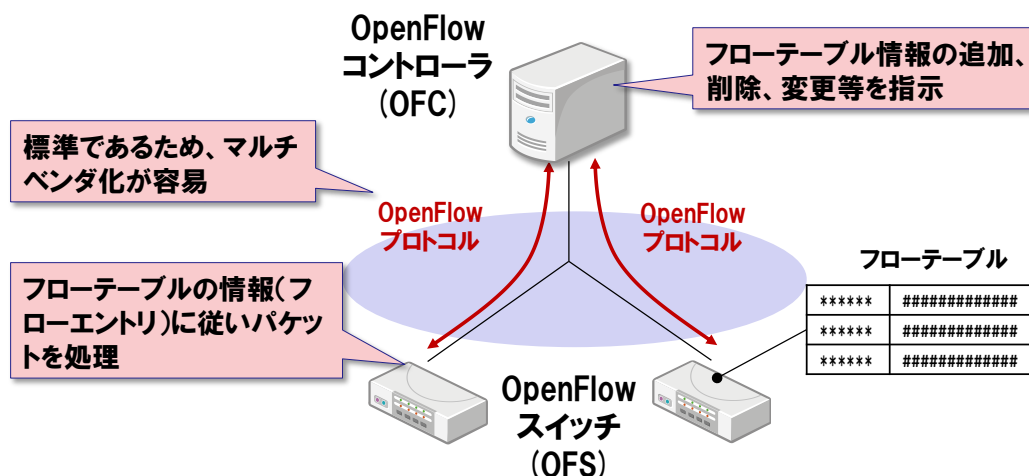 OpenFlow
コントローラ
(OFC)
フローテーブル情報の追加、
削除、変更等を指示
標準であるため、マルチ
ベンダ化が容易
OpenFlow
プロトコル
OpenFlow
プロトコル
フローテーブル
****** #############
****** #############
****** #############
フローテーブルの情報(フ
ローエントリ)に従いパケッ
トを処理
OpenFlow
スイッチ
(OFS)